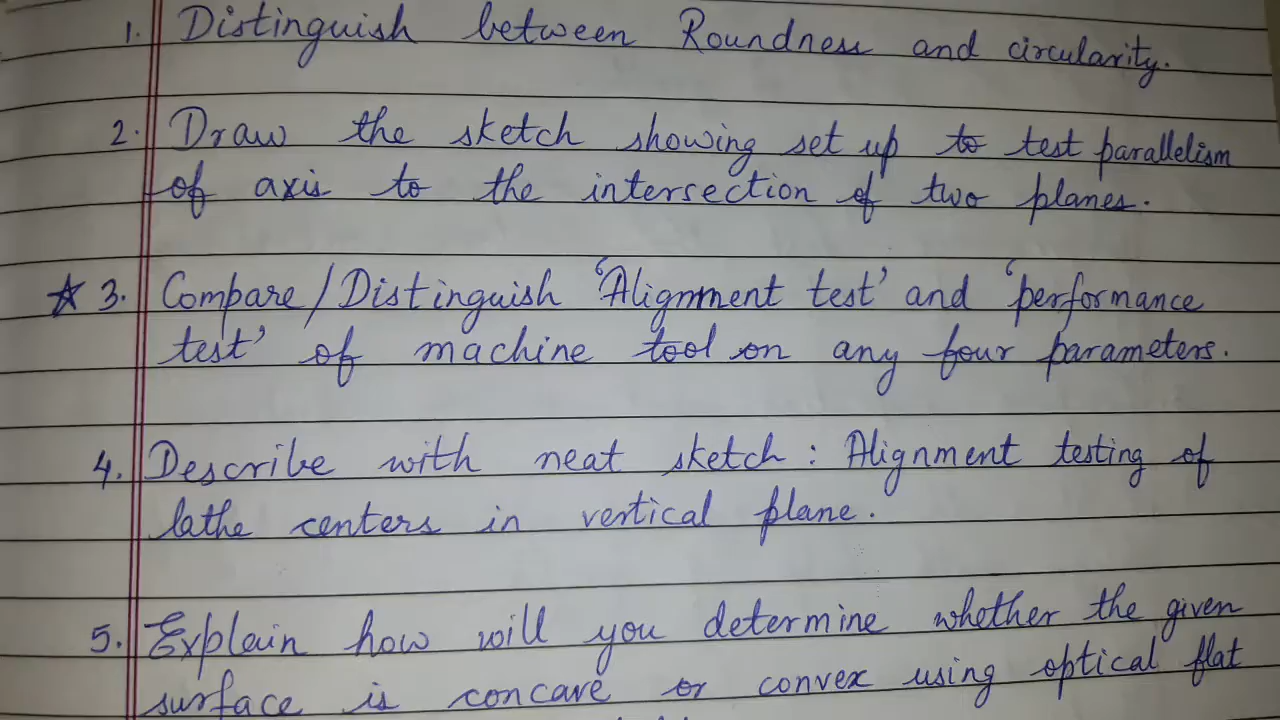 1. Distinguish between Roundness and circularity.
2. Draw the sketch showing set up to test parallelism
of axis to the intersection of two planes.
☆ 3. Compare/Distinguish 'Alignment test' and 'performance
test' of machine tool on any four parameters.
4. Describe with neat sketch : Alignment testing of
lathe centers in vertical plane.
5. Explain how will you determine whether the given
surface is concave or convex using optical flat